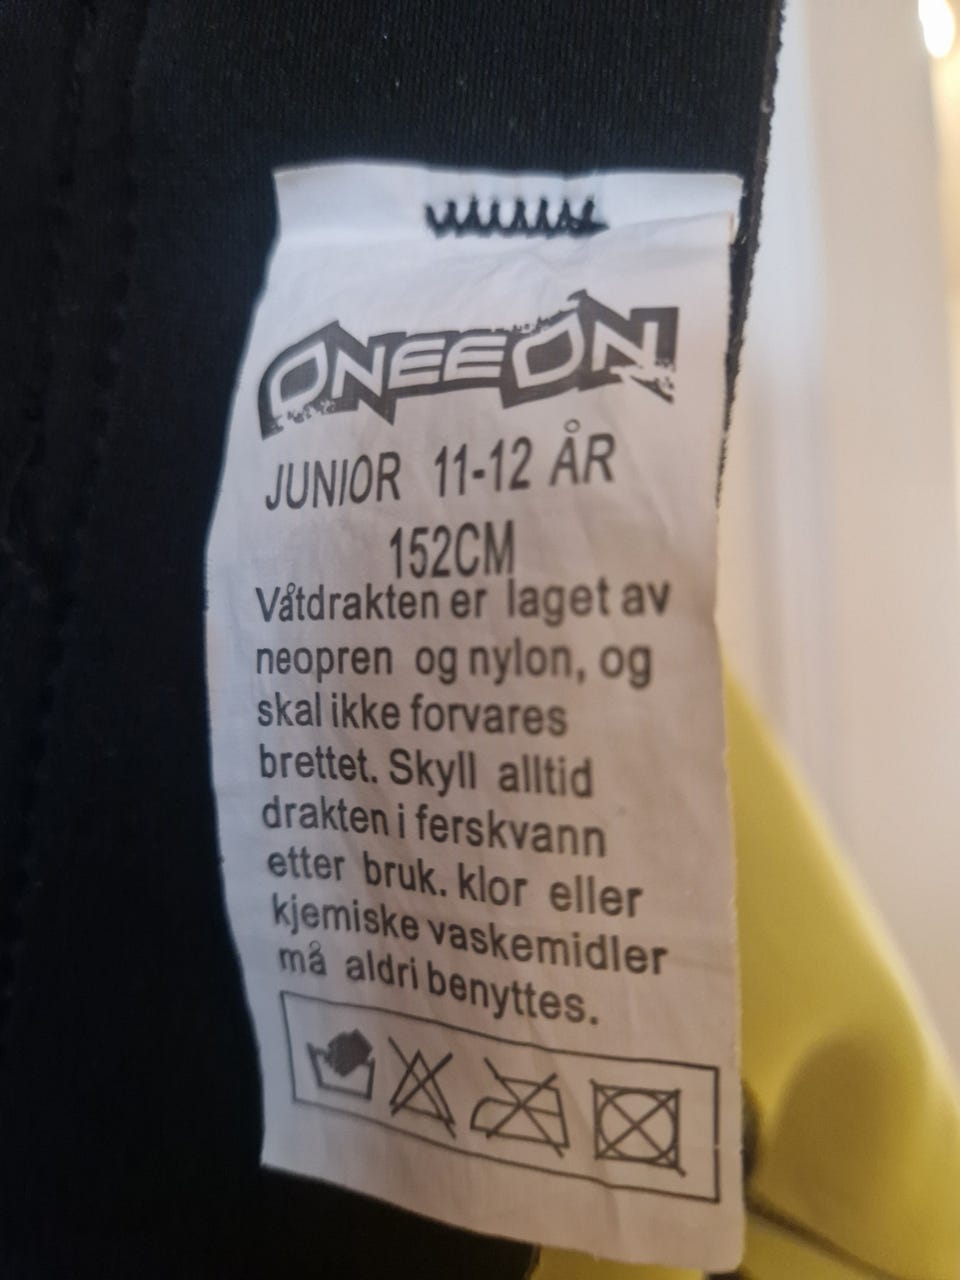 ONEEON
JUNIOR 11-12 ÅR
152CM
Våtdrakten er laget av
neopren og nylon, og
skal ikke forvares
brettet. Skyll alltid
drakten i ferskvann
etter bruk. klor eller
kjemiske vaskemidler
må aldri benyttes.